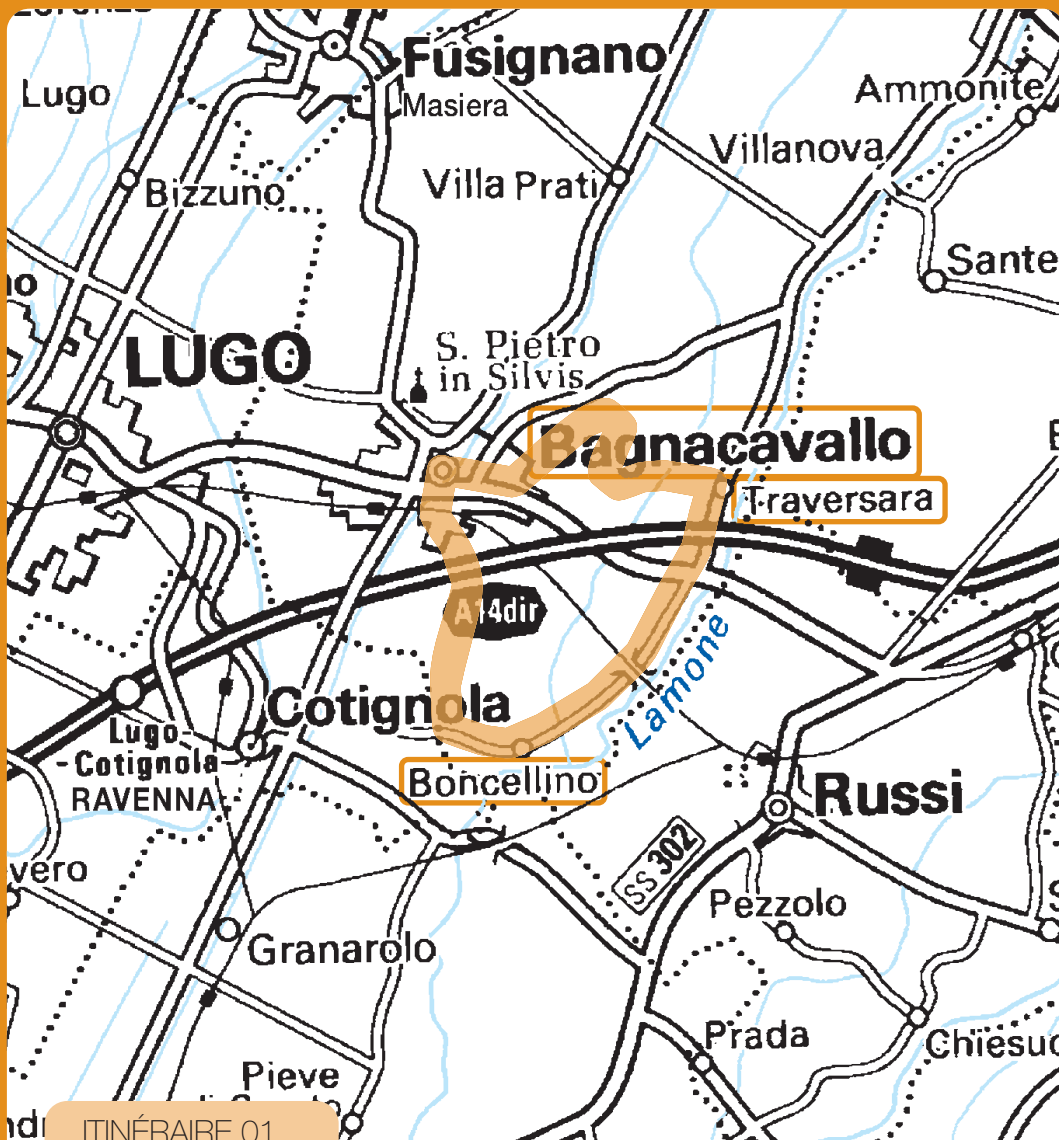 Fusignano
Lugo
Masiera
Ammonite
Villanova
Villa Prati
Bizzuno
Sante
LUGO
S. Pietro
in Silvis
Bagnacavallo
Traversara
A14dir
Lamone
Cotignola
Lugo-
-Cotignola
RAVENNA
Boncellino
Russi
SS 302
vero
Pezzolo
Granarolo
Prada
Chiesuo
Pieve
ITINÉRAIRE 01